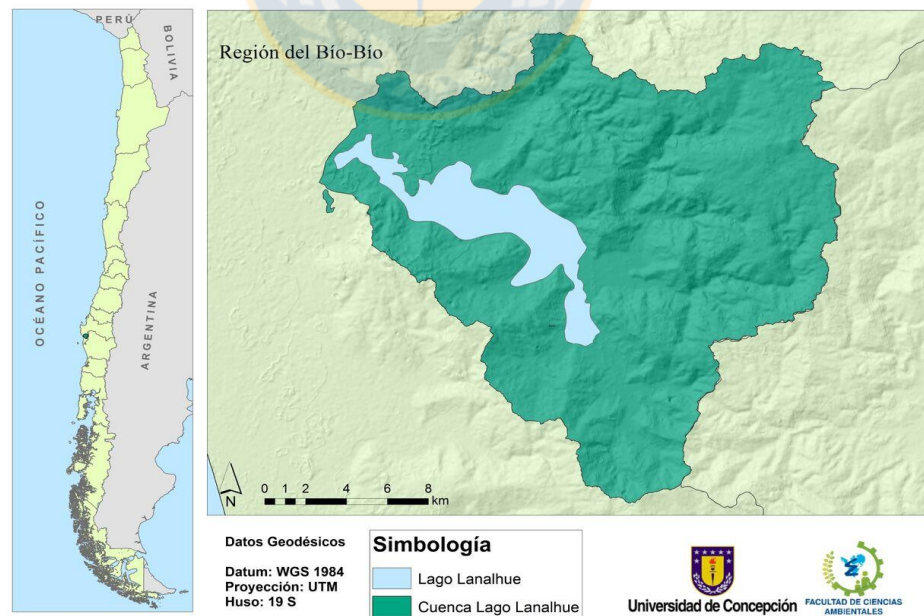 PERÚ
BOLIVIA
OCÉANO PACÍFICO
ARGENTINA
Región del Bío-Bío
N
0 1 2 4 6 8
km
Datos Geodésicos
Datum: WGS 1984
Proyección: UTM
Huso: 19 S
Simbología
Lago Lanalhue
Cuenca Lago Lanalhue
Universidad de Concepción
FACULTAD DE CIENCIAS
AMBIENTALES